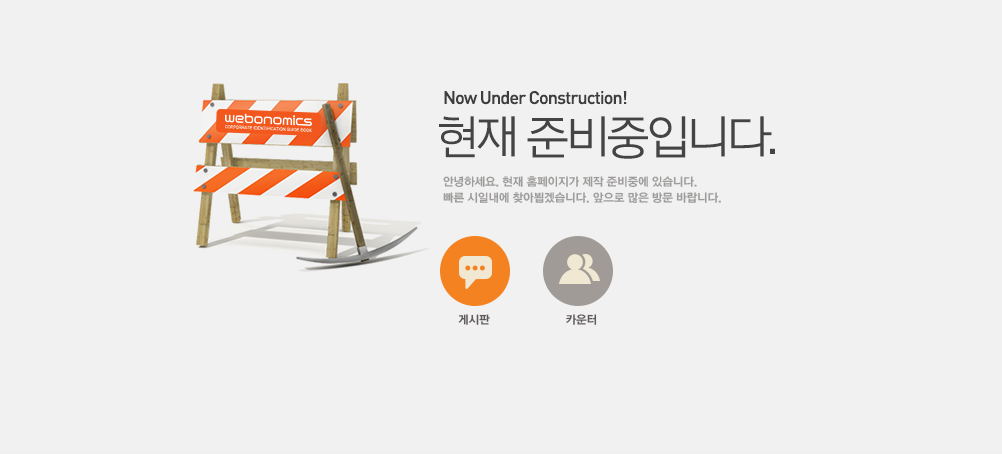 webonomics
CORPORATE IDENTIFICATION GUIDE BOOK
Now Under Construction!
현재 준비중입니다.
안녕하세요. 현재 홈페이지가 제작 준비중에 있습니다.
빠른 시일내에 찾아뵙겠습니다. 앞으로 많은 방문 바랍니다.
게시판
카운터